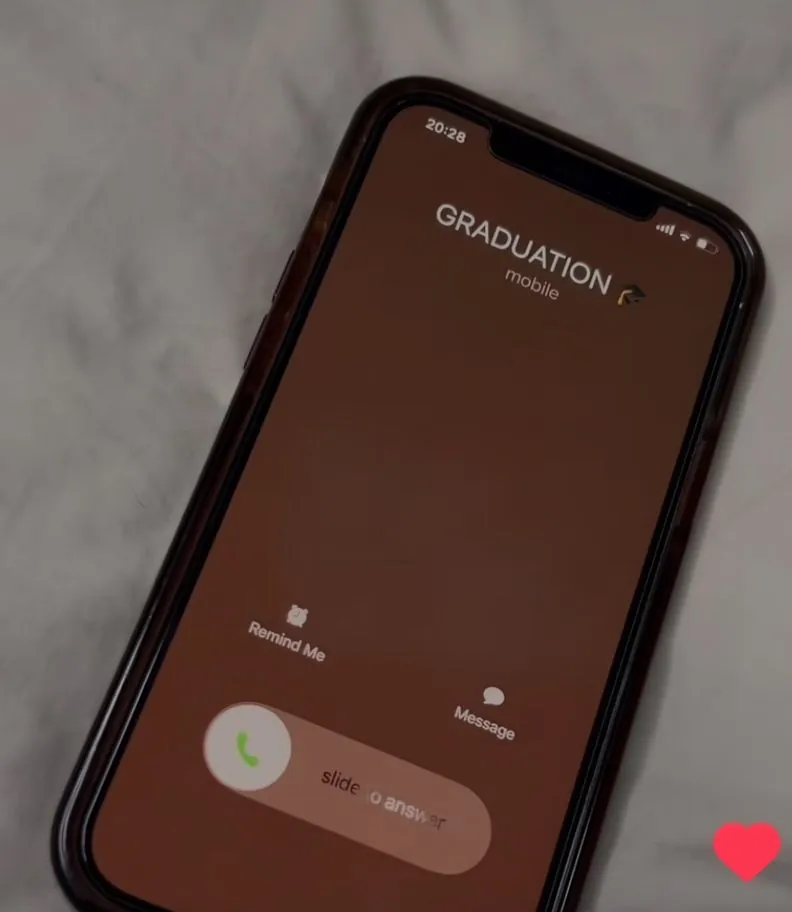 20:28
GRADUATION 🎓
mobile
Remind Me
Message
slide to answer